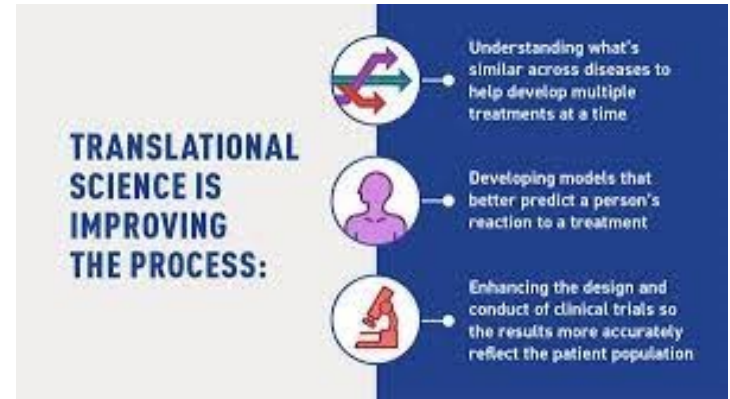 TRANSLATIONAL
SCIENCE IS
IMPROVING
THE PROCESS:
Understanding what's
similar across diseases to
help develop multiple
treatments at a time
Developing models that
better predict a person's
reaction to a treatment
Enhancing the design and
conduct of clinical trials so
the results more accurately
reflect the patient population